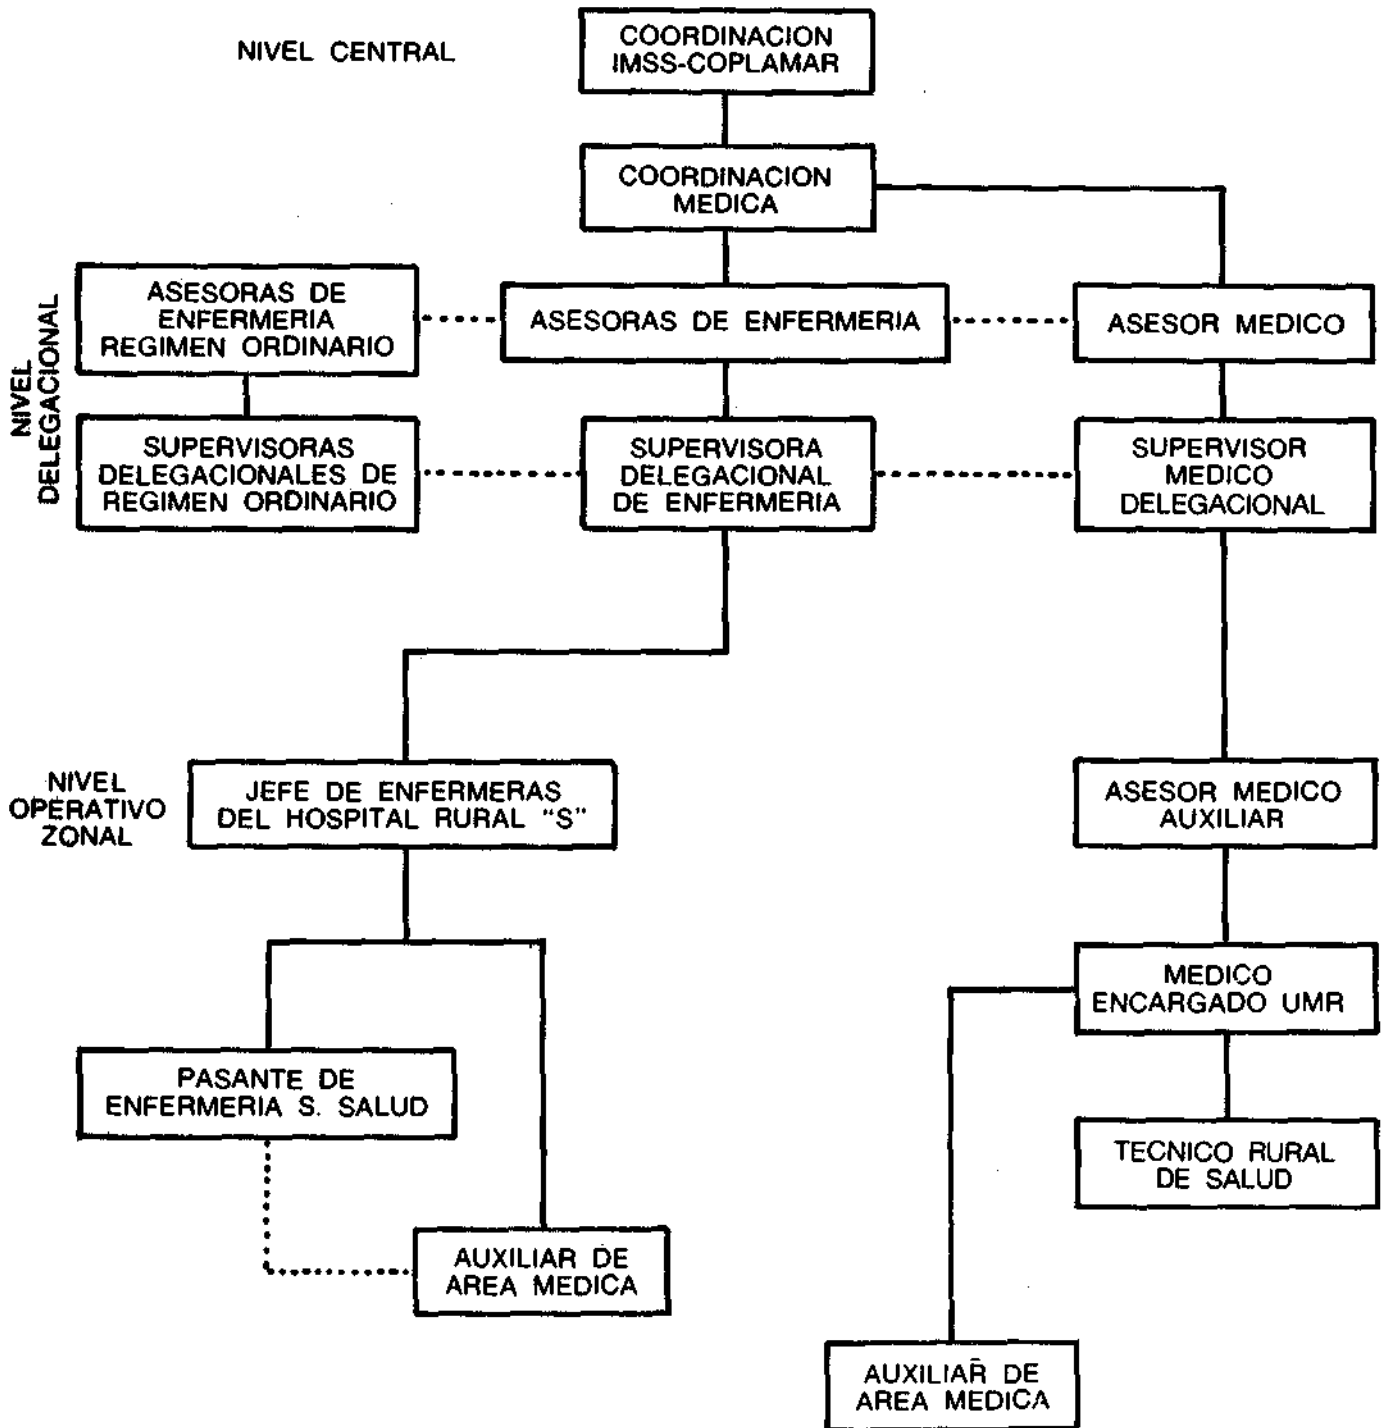 NIVEL CENTRAL
COORDINACION
IMSS-COPLAMAR
COORDINACION
MEDICA
NIVEL
DELEGACIONAL
ASESORAS DE
ENFERMERIA
REGIMEN ORDINARIO
ASESORAS DE ENFERMERIA
ASESOR MEDICO
SUPERVISORAS
DELEGACIONALES DE
REGIMEN ORDINARIO
SUPERVISORA
DELEGACIONAL
DE ENFERMERIA
SUPERVISOR
MEDICO
DELEGACIONAL
NIVEL
OPERATIVO
ZONAL
JEFE DE ENFERMERAS
DEL HOSPITAL RURAL "S"
ASESOR MEDICO
AUXILIAR
MEDICO
ENCARGADO UMR
PASANTE DE
ENFERMERIA S. SALUD
TECNICO RURAL
DE SALUD
AUXILIAR DE
AREA MEDICA
AUXILIAR DE
AREA MEDICA